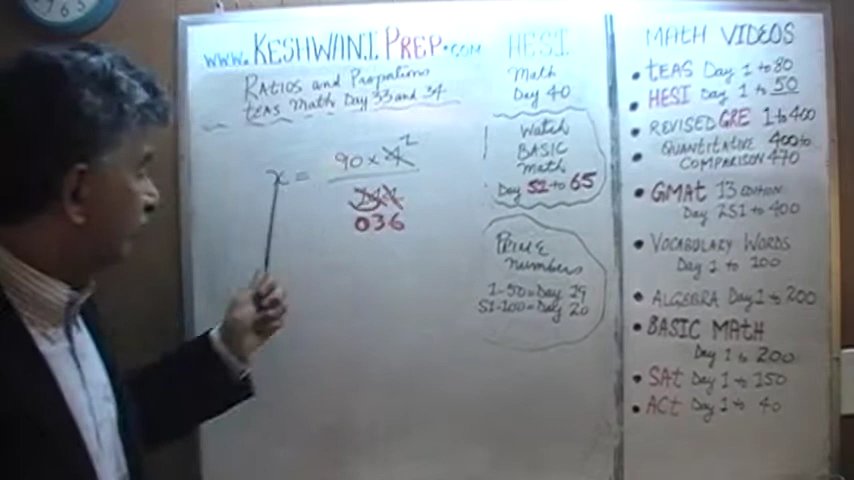 www.KESHWANIPREP.com
RATIOS and PROPATIONS
tEAS Math Day 33 and 34
x = 90 x 4 2
036
HESI
Math
Day 40
Watch
BASIC
Math
Day 52 to 65
PRIME
Numbers
1-50=Day 19
51-100=Day 20
MATH VIDEOS
• tEAS Day 1 to 80
• HESI Day 1 to 50
• REVISED GRE 1 to 400
• QUANTITATIVE 400 to
COMPARISON 470
• GMAT 13 EDITION
Day 251 to 400
• VOCABULARY WORDS
Day 1 to 100
• ALGEBRA Day 1 to 200
• BASIC MATH
Day 1 to 200
• SAt Day 1 to 150
• ACt Day 1 to 40